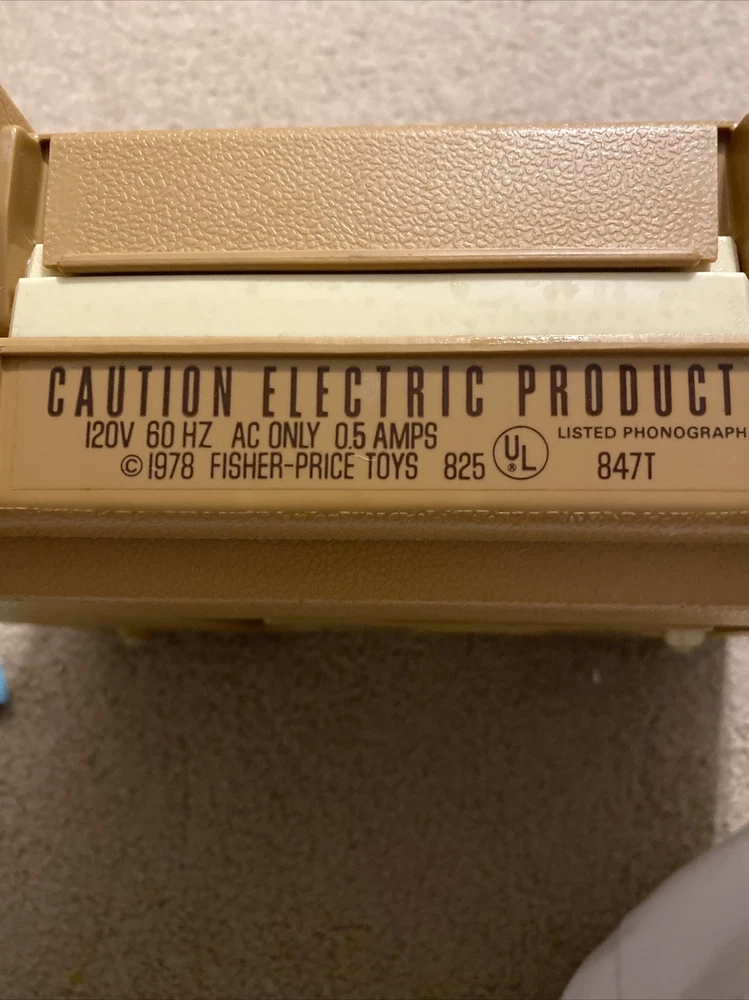 CAUTION ELECTRIC PRODUCT
120V 60 HZ AC ONLY 0.5 AMPS UL® LISTED PHONOGRAPH
©1978 FISHER-PRICE TOYS 825 847T